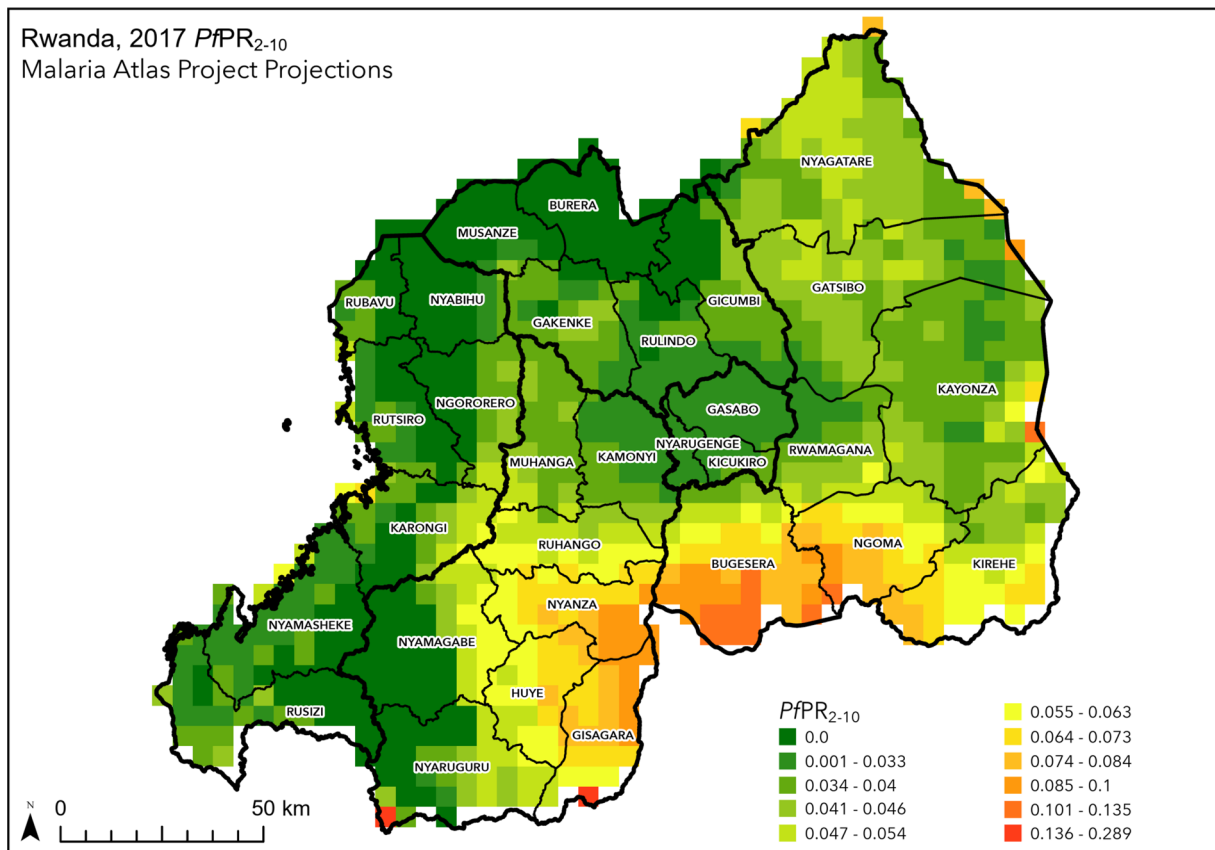 Rwanda, 2017 PfPR2-10
Malaria Atlas Project Projections
NYAGATARE
BURERA
MUSANZE
GATSIBO
RUBAVU
NYABIHU
GICUMBI
GAKENKE
RULINDO
KAYONZA
NGORORERO
GASABO
RUTSIRO
NYARUGENGE
RWAMAGANA
KAMONYI
MUHANGA
KICUKIRO
KARONGI
RUHANGO
NGOMA
BUGESERA
KIREHE
NYANZA
NYAMASHEKE
NYAMAGABE
HUYE
RUSIZI
GISAGARA
NYARUGURU
PfPR2-10
0.0
0.001 - 0.033
0.034 - 0.04
0.041 - 0.046
0.047 - 0.054
0.055 - 0.063
0.064 - 0.073
0.074 - 0.084
0.085 - 0.1
0.101 - 0.135
0.136 - 0.289
N
0 50 km